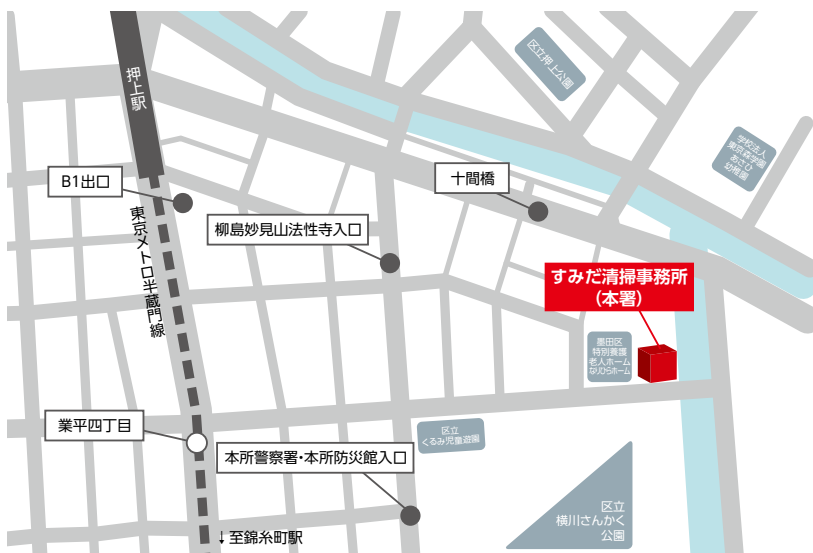 押上駅
区立押上公園
学校法人
東京森学園
あさひ
幼稚園
B1出口
十間橋
柳島妙見山法性寺入口
東京メトロ半蔵門線
すみだ清掃事務所
(本署)
墨田区
特別養護
老人ホーム
なりひらホーム
業平四丁目
区立
くるみ児童遊園
本所警察署・本所防災館入口
区立
横川さんかく
公園
↓至錦糸町駅